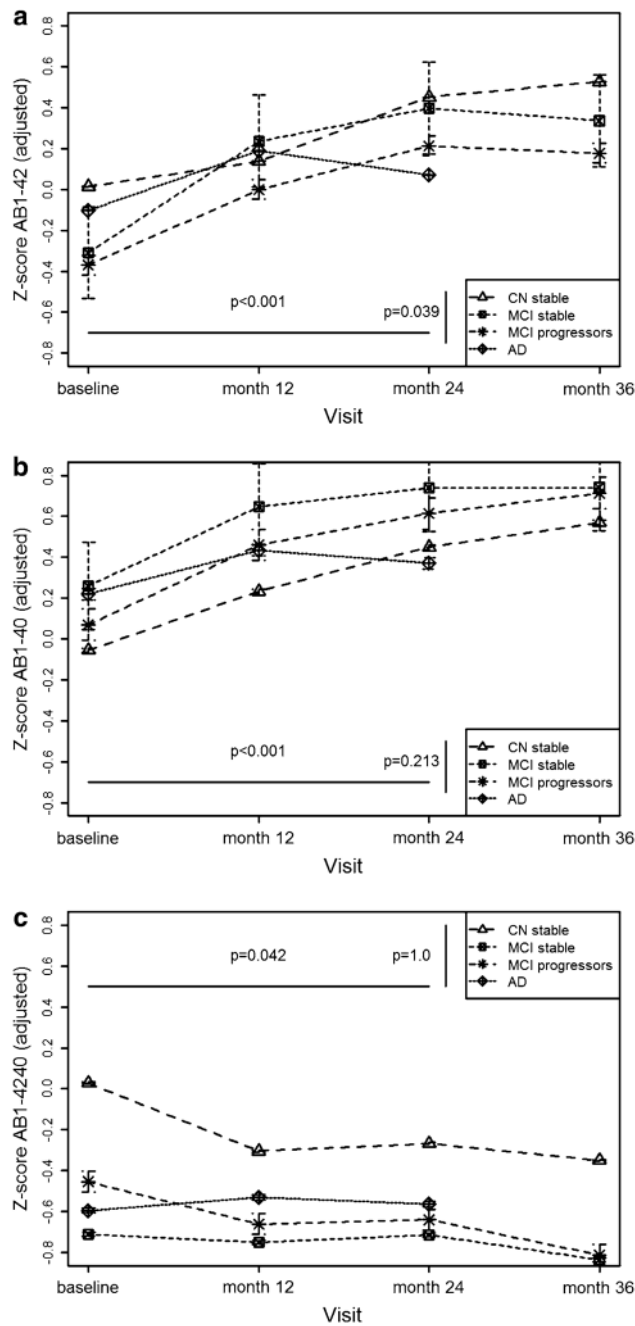 a
Z-score AB1-42 (adjusted)
0.8
0.6
0.4
0.2
0.0
-0.2
-0.4
-0.6
-0.8
p<0.001
p=0.039
CN stable
MCI stable
MCI progressors
AD
baseline
month 12
month 24
month 36
Visit
b
Z-score AB1-40 (adjusted)
0.8
0.6
0.4
0.2
0.0
-0.2
-0.4
-0.6
-0.8
p<0.001
p=0.213
CN stable
MCI stable
MCI progressors
AD
baseline
month 12
month 24
month 36
Visit
c
Z-score AB1-4240 (adjusted)
0.8
0.6
0.4
0.2
0.0
-0.2
-0.4
-0.6
-0.8
p=0.042
p=1.0
CN stable
MCI stable
MCI progressors
AD
baseline
month 12
month 24
month 36
Visit